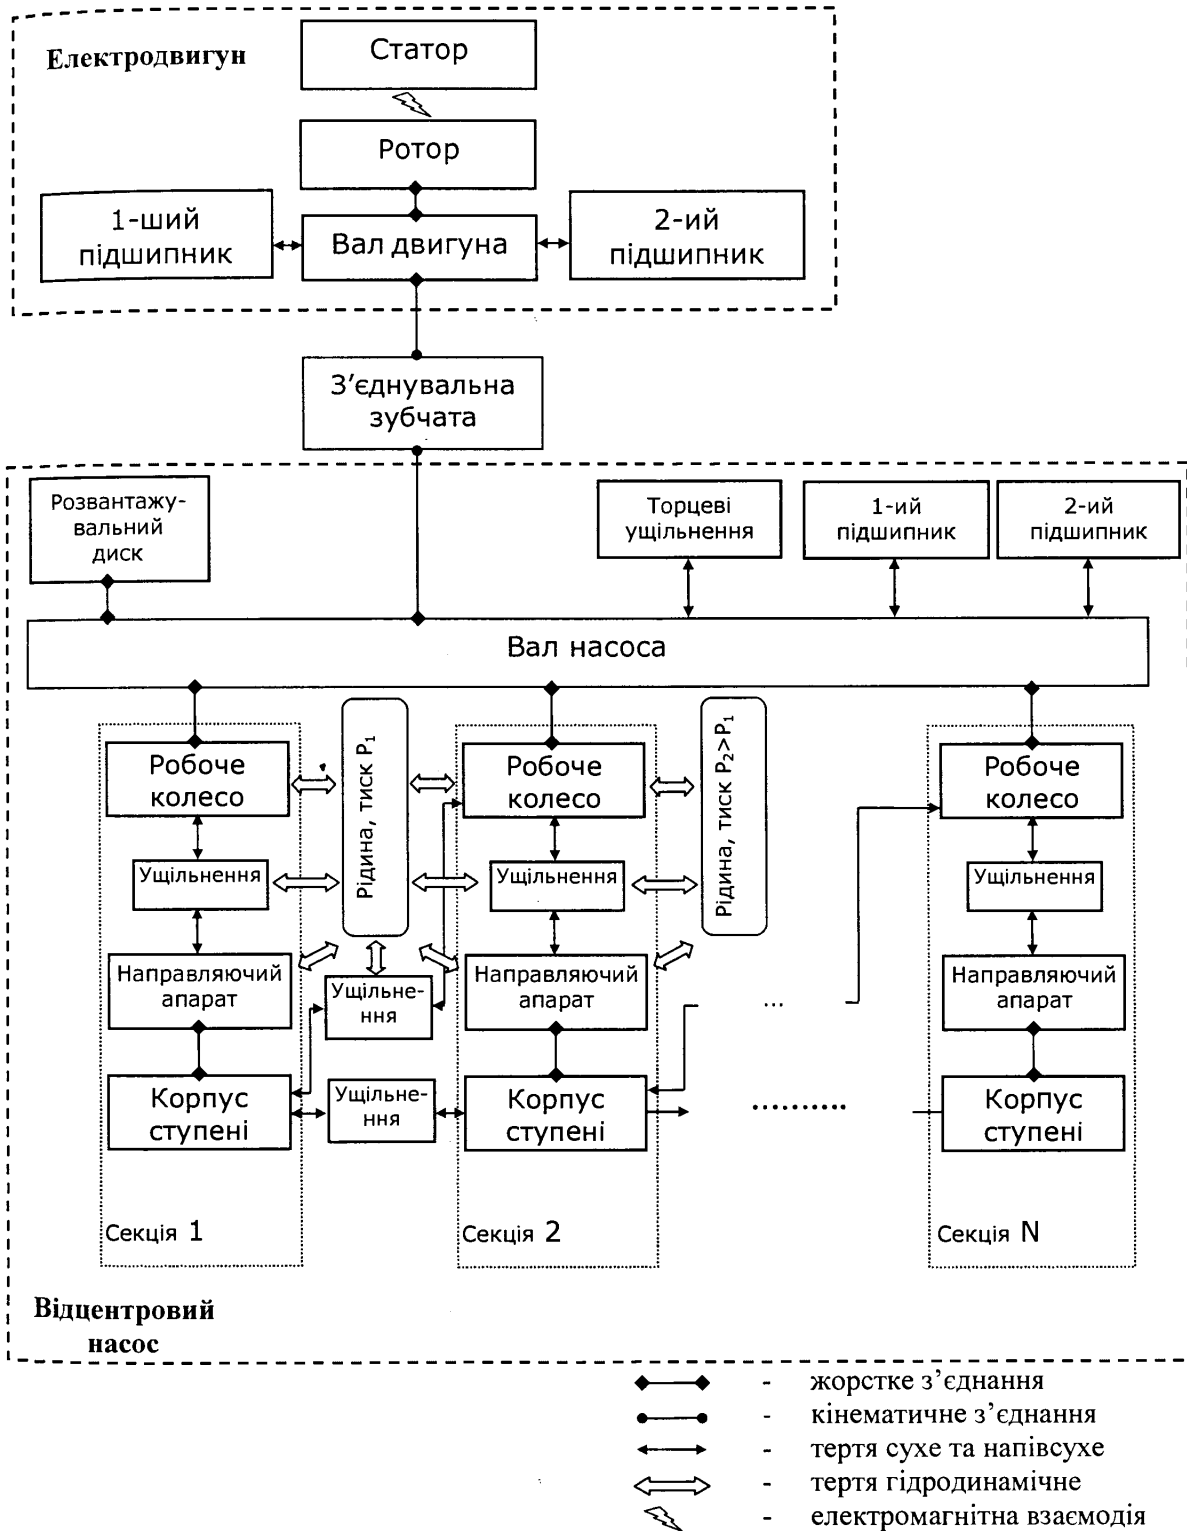 Електродвигун
Статор
Ротор
1-ший
підшипник
Вал двигуна
2-ий
підшипник
З’єднувальна
зубчата
Розвантажу-
вальний
диск
Торцеві
ущільнення
1-ий
підшипник
2-ий
підшипник
Вал насоса
Робоче
колесо
Рідина, тиск P₁
Робоче
колесо
Рідина, тиск P₂>P₁
Робоче
колесо
Ущільнення
Ущільнення
Ущільнення
Направляючий
апарат
Ущільне-
ння
Направляючий
апарат
...
Направляючий
апарат
Корпус
ступені
Ущільне-
ння
Корпус
ступені
..........
Корпус
ступені
Секція 1
Секція 2
Секція N
Відцентровий
насос
- жорстке з’єднання
- кінематичне з’єднання
- тертя сухе та напівсухе
- тертя гідродинамічне
- електромагнітна взаємодія